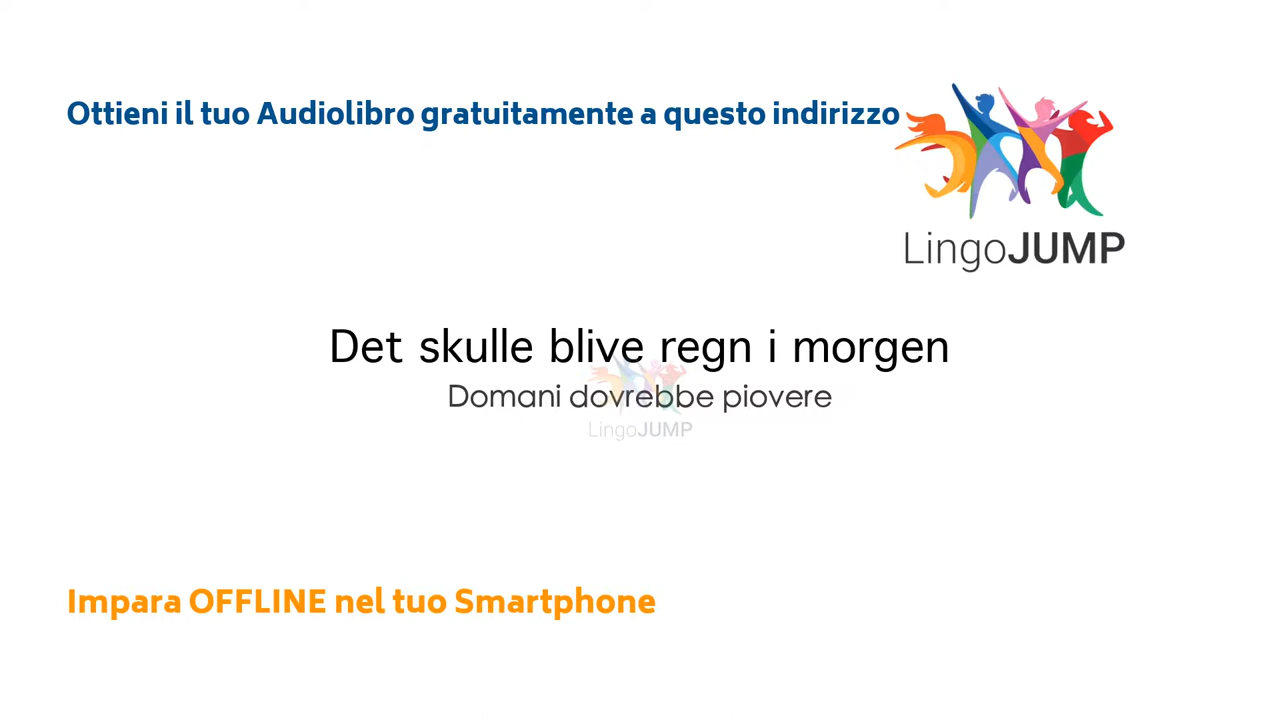 Ottieni il tuo Audiolibro gratuitamente a questo indirizzo
LingoJUMP
Det skulle blive regn i morgen
Domani dovrebbe piovere
LingoJUMP
Impara OFFLINE nel tuo Smartphone